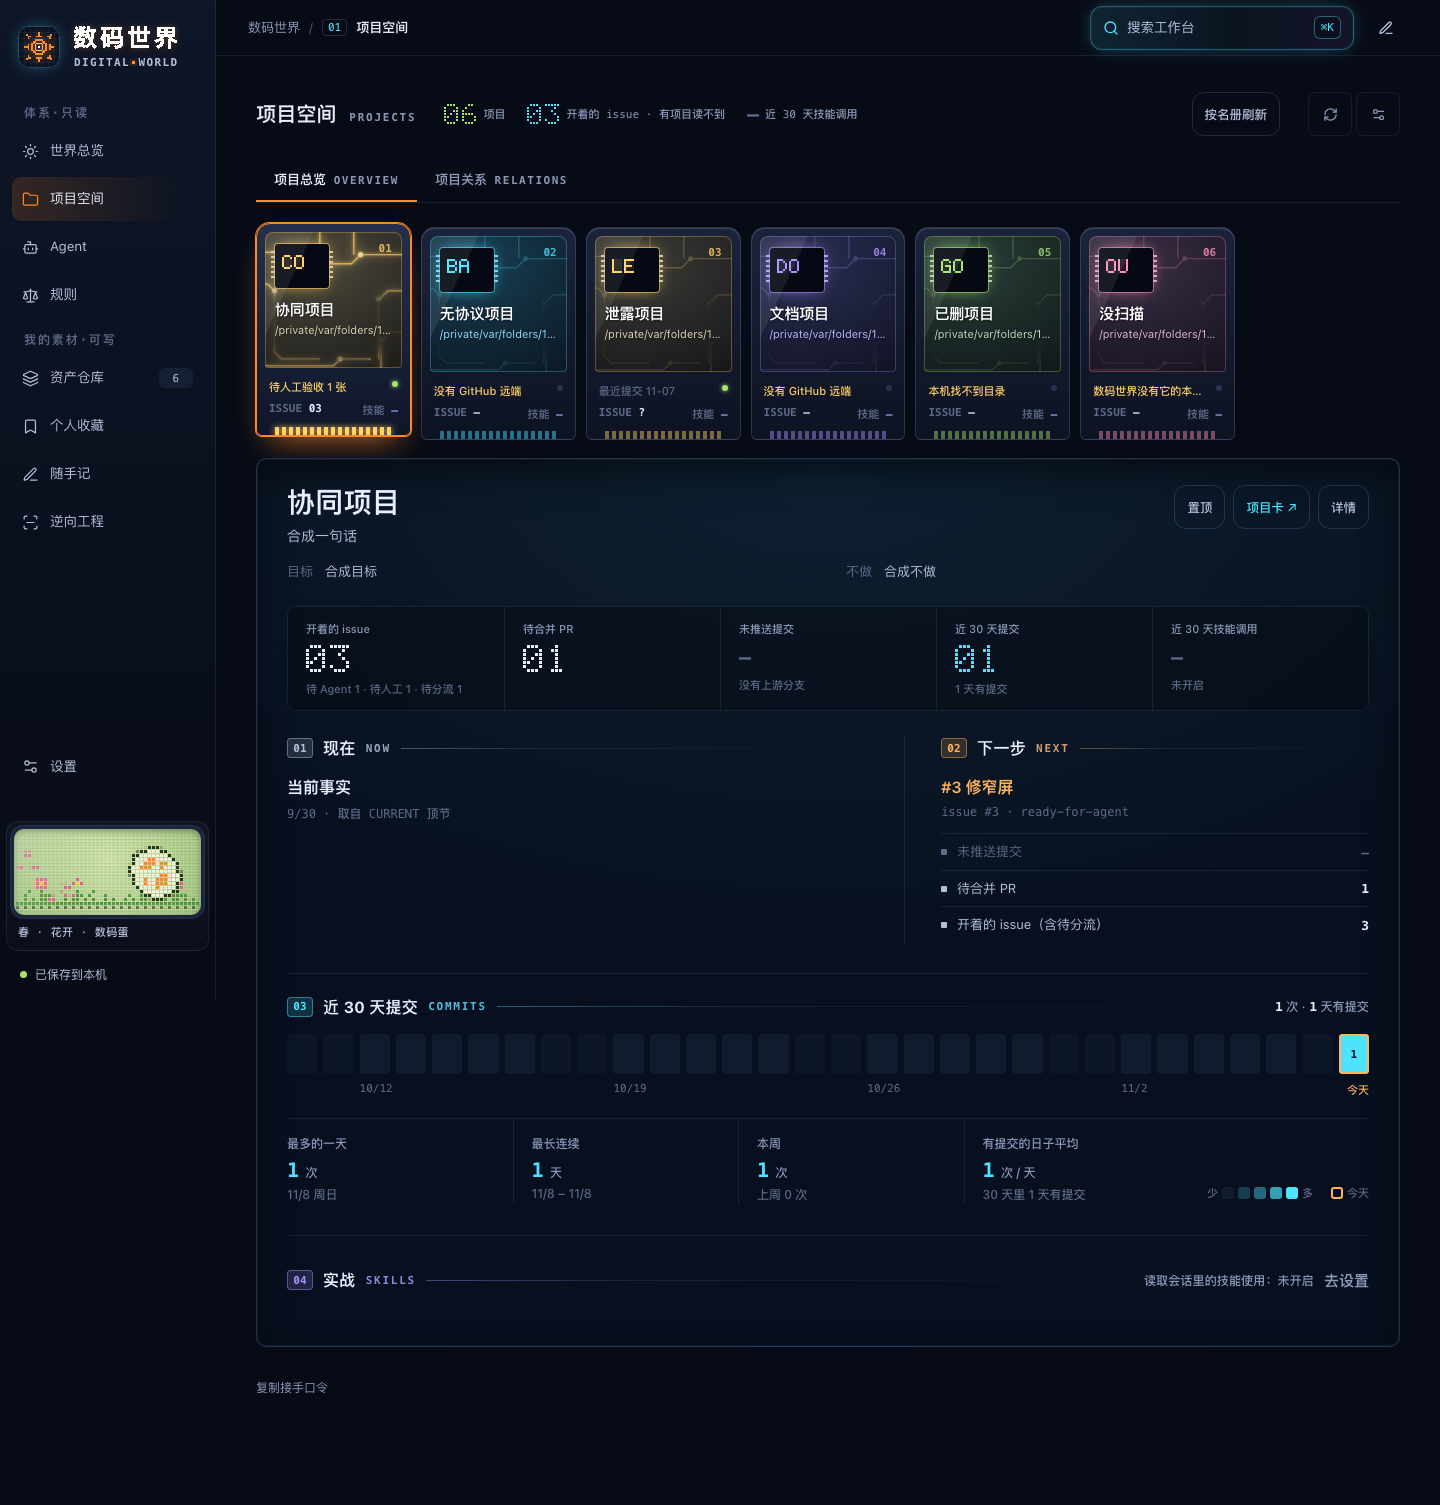 数码世界
DIGITAL·WORLD
体系·只读
世界总览
项目空间
Agent
规则
我的素材·可写
资产仓库 6
个人收藏
随手记
逆向工程
设置
春 · 花开 · 数码蛋
已保存到本机
数码世界 / 01 项目空间
搜索工作台 ⌘K
项目空间 PROJECTS 06 项目 03 开着的 issue · 有项目读不到 — 近 30 天技能调用
按名册刷新
项目总览 OVERVIEW 项目关系 RELATIONS
CO 01
协同项目
/private/var/folders/1...
待人工验收 1 张
ISSUE 03 技能 —
BA 02
无协议项目
/private/var/folders/1...
没有 GitHub 远端
ISSUE — 技能 —
LE 03
泄露项目
/private/var/folders/1...
最近提交 11-07
ISSUE ? 技能 —
DO 04
文档项目
/private/var/folders/1...
没有 GitHub 远端
ISSUE — 技能 —
GO 05
已删项目
/private/var/folders/1...
本机找不到目录
ISSUE — 技能 —
OU 06
没扫描
/private/var/folders/1...
数码世界没有它的本...
ISSUE — 技能 —
协同项目
置顶 项目卡 ↗ 详情
合成一句话
目标 合成目标 不做 合成不做
开着的 issue
03
待 Agent 1 · 待人工 1 · 待分流 1
待合并 PR
01
未推送提交
—
没有上游分支
近 30 天提交
01
1 天有提交
近 30 天技能调用
—
未开启
01 现在 NOW
当前事实
9/30 · 取自 CURRENT 顶节
02 下一步 NEXT
#3 修窄屏
issue #3 · ready-for-agent
未推送提交 —
待合并 PR 1
开着的 issue（含待分流） 3
03 近 30 天提交 COMMITS 1 次 · 1 天有提交
1
10/12 10/19 10/26 11/2 今天
最多的一天
1 次
11/8 周日
最长连续
1 天
11/8 – 11/8
本周
1 次
上周 0 次
有提交的日子平均
1 次 / 天
30 天里 1 天有提交
少 多 今天
04 实战 SKILLS 读取会话里的技能使用：未开启 去设置
复制接手口令